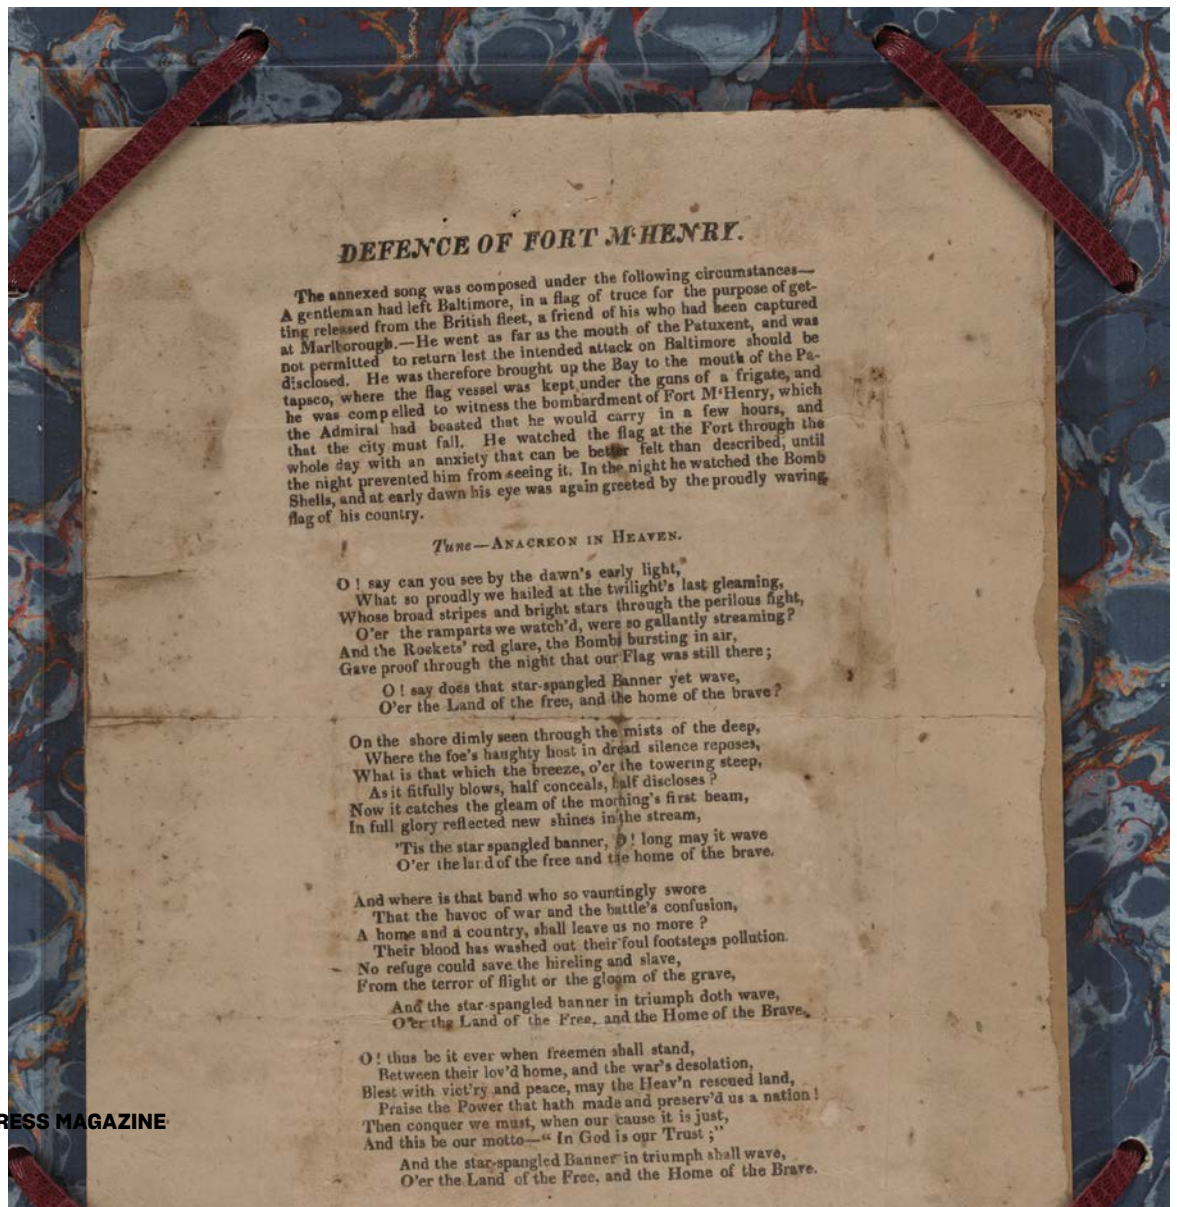 DEFENCE OF FORT M'HENRY.
The annexed song was composed under the following circumstances—
A gentleman had left Baltimore, in a flag of truce for the purpose of get-
ting released from the British fleet, a friend of his who had been captured
at Marlborough.—He went as far as the mouth of the Patuxent, and was
not permitted to return lest the intended attack on Baltimore should be
disclosed. He was therefore brought up the Bay to the mouth of the Pa-
tapsco, where the flag vessel was kept under the guns of a frigate, and
he was compelled to witness the bombardment of Fort M'Henry, which
the Admiral had boasted that he would carry in a few hours, and
that the city must fall. He watched the flag at the Fort through the
whole day with an anxiety that can be better felt than described, until
the night prevented him from seeing it. In the night he watched the Bomb
Shells, and at early dawn his eye was again greeted by the proudly waving
flag of his country.
Tune—ANACREON IN HEAVEN.
O ! say can you see by the dawn's early light,
What so proudly we hailed at the twilight's last gleaming,
Whose broad stripes and bright stars through the perilous fight,
O'er the ramparts we watch'd, were so gallantly streaming?
And the Rockets' red glare, the Bombs bursting in air,
Gave proof through the night that our Flag was still there;
O ! say does that star-spangled Banner yet wave,
O'er the Land of the free, and the home of the brave?
On the shore dimly seen through the mists of the deep,
Where the foe's haughty host in dread silence reposes,
What is that which the breeze, o'er the towering steep,
As it fitfully blows, half conceals, half discloses?
Now it catches the gleam of the morning's first beam,
In full glory reflected new shines in the stream,
'Tis the star spangled banner, O ! long may it wave
O'er the land of the free and the home of the brave.
And where is that band who so vauntingly swore
That the havoc of war and the battle's confusion,
A home and a country, shall leave us no more?
Their blood has washed out their foul footsteps pollution.
No refuge could save the hireling and slave,
From the terror of flight or the gloom of the grave,
And the star-spangled banner in triumph doth wave,
O'er the Land of the Free, and the Home of the Brave.
O ! thus be it ever when freemen shall stand,
Between their lov'd home, and the war's desolation,
Blest with vict'ry and peace, may the Heav'n rescued land,
Praise the Power that hath made and preserv'd us a nation!
Then conquer we must, when our cause it is just,
And this be our motto—"In God is our Trust;"
And the star-spangled Banner in triumph shall wave,
O'er the Land of the Free, and the Home of the Brave.
RESS MAGAZINE